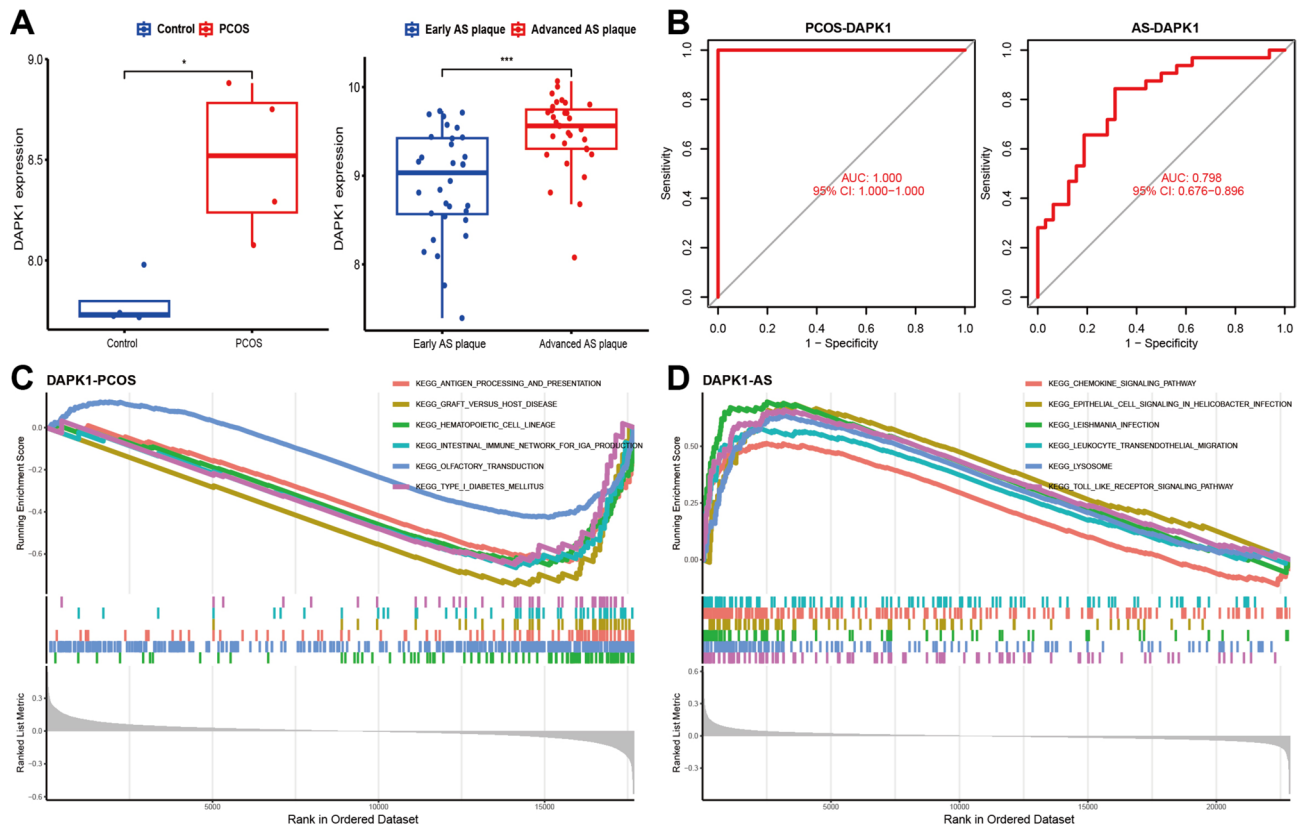 A
Control PCOS
Early AS plaque Advanced AS plaque
DAPK1 expression
9.0
8.5
8.0
*
Control
PCOS
DAPK1 expression
10
9
8
***
Early AS plaque
Advanced AS plaque
B
PCOS-DAPK1
Sensitivity
1.0
0.8
0.6
0.4
0.2
0.0
AUC: 1.000
95% CI: 1.000−1.000
0.0 0.2 0.4 0.6 0.8 1.0
1 − Specificity
AS-DAPK1
Sensitivity
1.0
0.8
0.6
0.4
0.2
0.0
AUC: 0.798
95% CI: 0.676−0.896
0.0 0.2 0.4 0.6 0.8 1.0
1 − Specificity
C
DAPK1-PCOS
KEGG_ANTIGEN_PROCESSING_AND_PRESENTATION
KEGG_GRAFT_VERSUS_HOST_DISEASE
KEGG_HEMATOPOIETIC_CELL_LINEAGE
KEGG_INTESTINAL_IMMUNE_NETWORK_FOR_IGA_PRODUCTION
KEGG_OLFACTORY_TRANSDUCTION
KEGG_TYPE_I_DIABETES_MELLITUS
Running Enrichment Score
0.0
−0.2
−0.4
−0.6
Ranked List Metric
0.3
0.0
−0.3
−0.6
5000 10000 15000
Rank in Ordered Dataset
D
DAPK1-AS
KEGG_CHEMOKINE_SIGNALING_PATHWAY
KEGG_EPITHELIAL_CELL_SIGNALING_IN_HELICOBACTER_INFECTION
KEGG_LEISHMANIA_INFECTION
KEGG_LEUKOCYTE_TRANSENDOTHELIAL_MIGRATION
KEGG_LYSOSOME
KEGG_TOLL_LIKE_RECEPTOR_SIGNALING_PATHWAY
Running Enrichment Score
0.50
0.25
0.00
Ranked List Metric
0.6
0.3
0.0
−0.3
5000 10000 15000 20000
Rank in Ordered Dataset